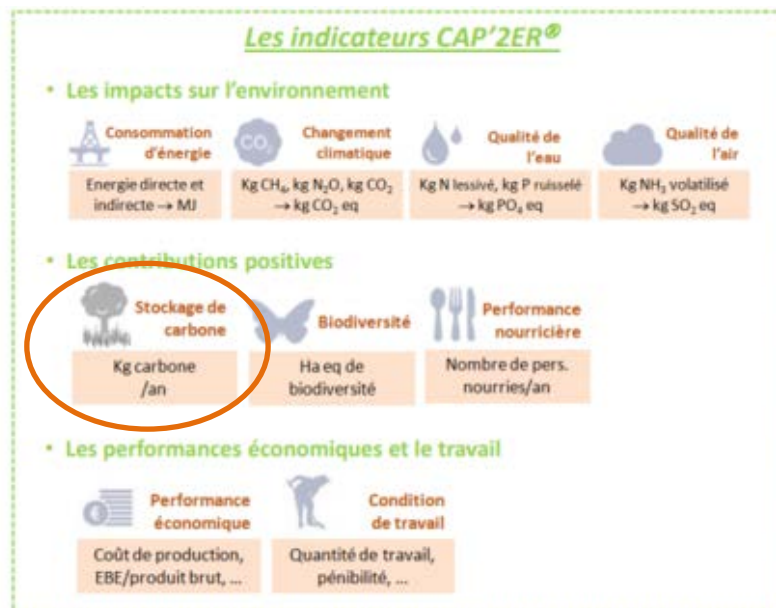 Les indicateurs CAP'2ER®
• Les impacts sur l'environnement
Consommation
d'énergie
Energie directe et
indirecte → MJ
CO₂
Changement
climatique
Kg CH₄, kg N₂O, kg CO₂
→ kg CO₂ eq
Qualité de
l'eau
Kg N lessivé, kg P ruisselé
→ kg PO₄ eq
Qualité de
l'air
Kg NH₃ volatilisé
→ kg SO₂ eq
• Les contributions positives
Stockage de
carbone
Kg carbone
/an
Biodiversité
Ha eq de
biodiversité
Performance
nourricière
Nombre de pers.
nourries/an
• Les performances économiques et le travail
Performance
économique
Coût de production,
EBE/produit brut, ...
Condition
de travail
Quantité de travail,
pénibilité, ...